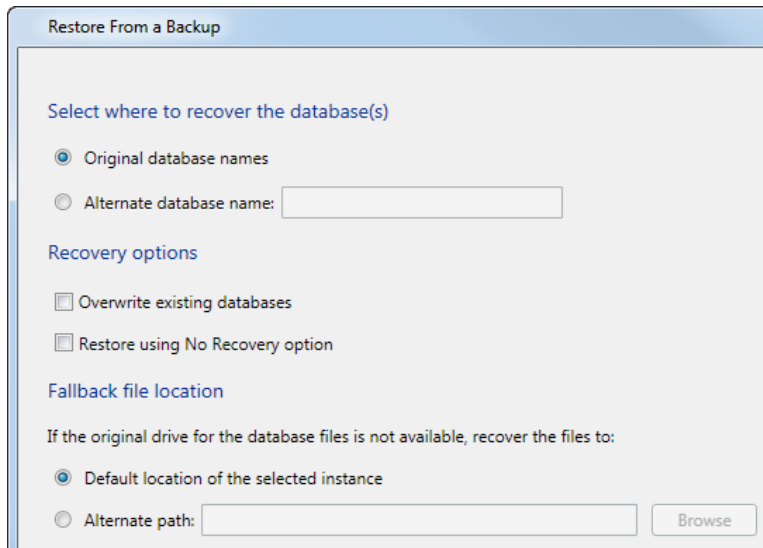 Restore From a Backup
Select where to recover the database(s)
Original database names
Alternate database name:
Recovery options
Overwrite existing databases
Restore using No Recovery option
Fallback file location
If the original drive for the database files is not available, recover the files to:
Default location of the selected instance
Alternate path:
Browse